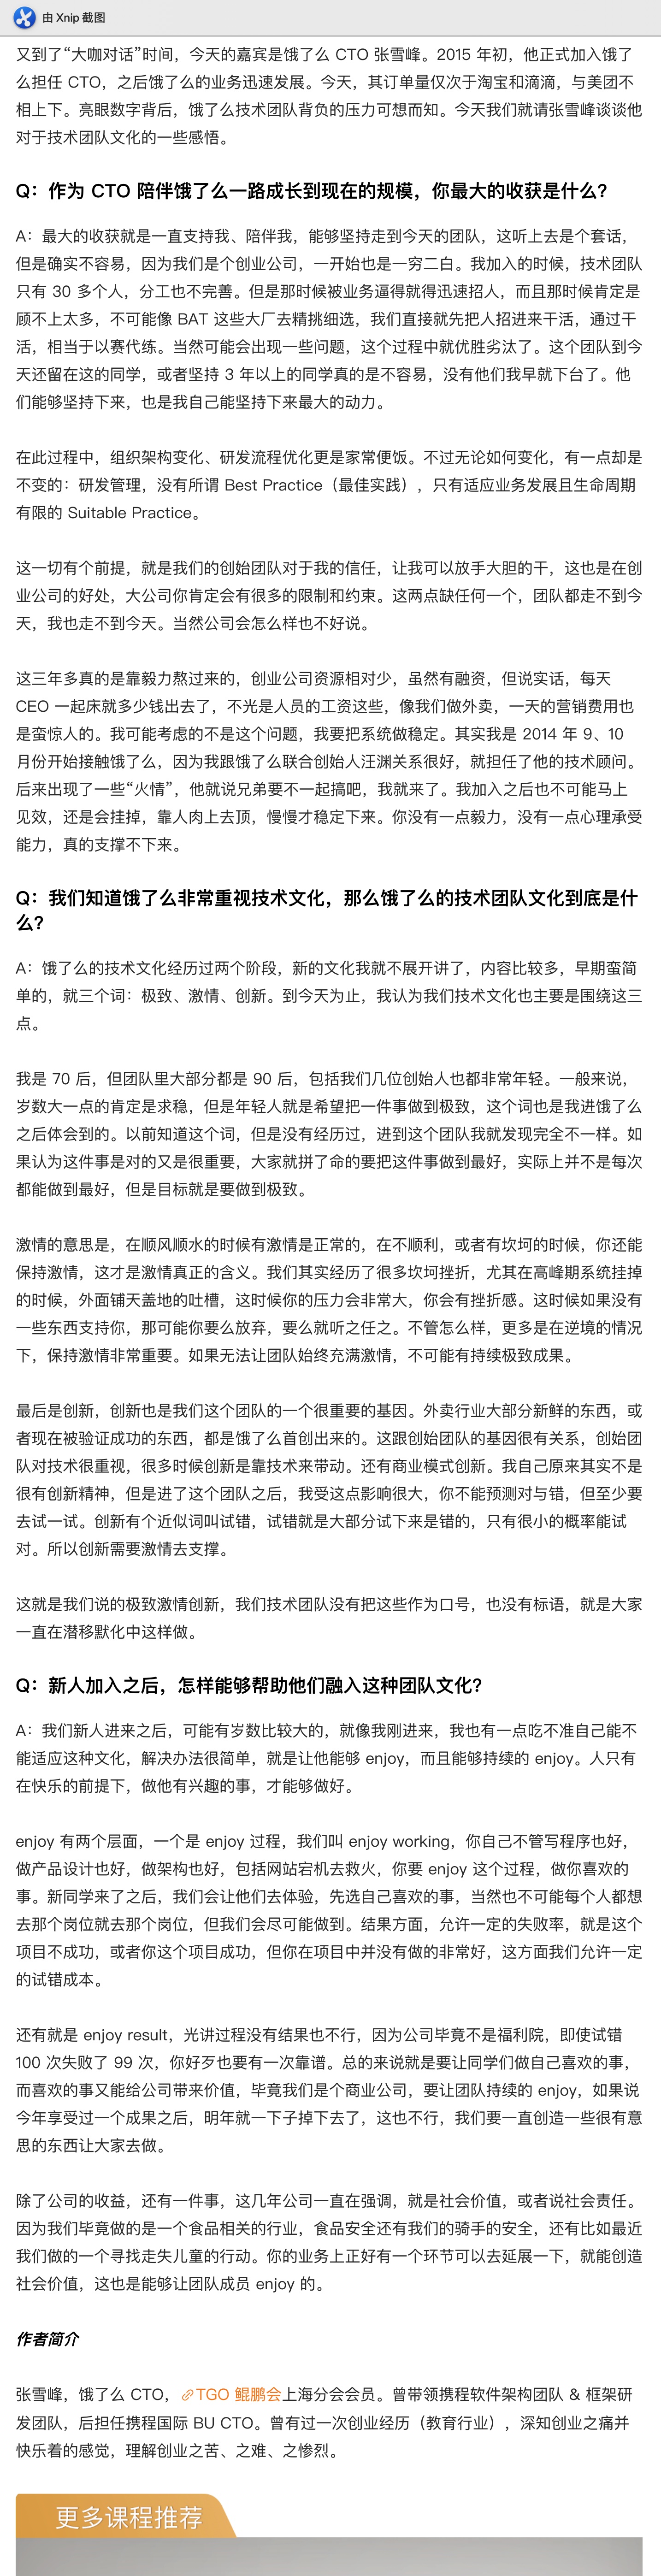 由 Xnip 截图
又到了“大咖对话”时间，今天的嘉宾是饿了么 CTO 张雪峰。2015 年初，他正式加入饿了
么担任 CTO，之后饿了么的业务迅速发展。今天，其订单量仅次于淘宝和滴滴，与美团不
相上下。亮眼数字背后，饿了么技术团队背负的压力可想而知。今天我们就请张雪峰谈谈他
对于技术团队文化的一些感悟。
Q：作为 CTO 陪伴饿了么一路成长到现在的规模，你最大的收获是什么？
A：最大的收获就是一直支持我、陪伴我，能够坚持走到今天的团队，这听上去是个套话，
但是确实不容易，因为我们是个创业公司，一开始也是一穷二白。我加入的时候，技术团队
只有 30 多个人，分工也不完善。但是那时候被业务逼得就得迅速招人，而且那时候肯定是
顾不上太多，不可能像 BAT 这些大厂去精挑细选，我们直接就先把人招进来干活，通过干
活，相当于以赛代练。当然可能会出现一些问题，这个过程中就优胜劣汰了。这个团队到今
天还留在这的同学，或者坚持 3 年以上的同学真的是不容易，没有他们我早就下台了。他
们能够坚持下来，也是我自己能坚持下来最大的动力。
在此过程中，组织架构变化、研发流程优化更是家常便饭。不过无论如何变化，有一点却是
不变的：研发管理，没有所谓 Best Practice（最佳实践），只有适应业务发展且生命周期
有限的 Suitable Practice。
这一切有个前提，就是我们的创始团队对于我的信任，让我可以放手大胆的干，这也是在创
业公司的好处，大公司你肯定会有很多的限制和约束。这两点缺任何一个，团队都走不到今
天，我也走不到今天。当然公司会怎么样也不好说。
这三年多真的是靠毅力熬过来的，创业公司资源相对少，虽然有融资，但说实话，每天
CEO 一起床就多少钱出去了，不光是人员的工资这些，像我们做外卖，一天的营销费用也
是蛮惊人的。我可能考虑的不是这个问题，我要把系统做稳定。其实我是 2014 年 9、10
月份开始接触饿了么，因为我跟饿了么联合创始人汪渊关系很好，就担任了他的技术顾问。
后来出现了一些“火情”，他就说兄弟要不一起搞吧，我就来了。我加入之后也不可能马上
见效，还是会挂掉，靠人肉上去顶，慢慢才稳定下来。你没有一点毅力，没有一点心理承受
能力，真的支撑不下来。
Q：我们知道饿了么非常重视技术文化，那么饿了么的技术团队文化到底是什
么？
A：饿了么的技术文化经历过两个阶段，新的文化我就不展开讲了，内容比较多，早期蛮简
单的，就三个词：极致、激情、创新。到今天为止，我认为我们技术文化也主要是围绕这三
点。
我是 70 后，但团队里大部分都是 90 后，包括我们几位创始人也都非常年轻。一般来说，
岁数大一点的肯定是求稳，但是年轻人就是希望把一件事做到极致，这个词也是我进饿了么
之后体会到的。以前知道这个词，但是没有经历过，进到这个团队我就发现完全不一样。如
果认为这件事是对的又是很重要，大家就拼了命的要把这件事做到最好，实际上并不是每次
都能做到最好，但是目标就是要做到极致。
激情的意思是，在顺风顺水的时候有激情是正常的，在不顺利，或者有坎坷的时候，你还能
保持激情，这才是激情真正的含义。我们其实经历了很多坎坷挫折，尤其在高峰期系统挂掉
的时候，外面铺天盖地的吐槽，这时候你的压力会非常大，你会有挫折感。这时候如果没有
一些东西支持你，那可能你要么放弃，要么就听之任之。不管怎么样，更多是在逆境的情况
下，保持激情非常重要。如果无法让团队始终充满激情，不可能有持续极致成果。
最后是创新，创新也是我们这个团队的一个很重要的基因。外卖行业大部分新鲜的东西，或
者现在被验证成功的东西，都是饿了么首创出来的。这跟创始团队的基因很有关系，创始团
队对技术很重视，很多时候创新是靠技术来带动。还有商业模式创新。我自己原来其实不是
很有创新精神，但是进了这个团队之后，我受这点影响很大，你不能预测对与错，但至少要
去试一试。创新有个近似词叫试错，试错就是大部分试下来是错的，只有很小的概率能试
对。所以创新需要激情去支撑。
这就是我们说的极致激情创新，我们技术团队没有把这些作为口号，也没有标语，就是大家
一直在潜移默化中这样做。
Q：新人加入之后，怎样能够帮助他们融入这种团队文化？
A：我们新人进来之后，可能有岁数比较大的，就像我刚进来，我也有一点吃不准自己能不
能适应这种文化，解决办法很简单，就是让他能够 enjoy，而且能够持续的 enjoy。人只有
在快乐的前提下，做他有兴趣的事，才能够做好。
enjoy 有两个层面，一个是 enjoy 过程，我们叫 enjoy working，你自己不管写程序也好，
做产品设计也好，做架构也好，包括网站宕机去救火，你要 enjoy 这个过程，做你喜欢的
事。新同学来了之后，我们会让他们去体验，先选自己喜欢的事，当然也不可能每个人都想
去那个岗位就去那个岗位，但我们会尽可能做到。结果方面，允许一定的失败率，就是这个
项目不成功，或者你这个项目成功，但你在项目中并没有做的非常好，这方面我们允许一定
的试错成本。
还有就是 enjoy result，光讲过程没有结果也不行，因为公司毕竟不是福利院，即使试错
100 次失败了 99 次，你好歹也要有一次靠谱。总的来说就是要让同学们做自己喜欢的事，
而喜欢的事又能给公司带来价值，毕竟我们是个商业公司，要让团队持续的 enjoy，如果说
今年享受过一个成果之后，明年就一下子掉下去了，这也不行，我们要一直创造一些很有意
思的东西让大家去做。
除了公司的收益，还有一件事，这几年公司一直在强调，就是社会价值，或者说社会责任。
因为我们毕竟做的是一个食品相关的行业，食品安全还有我们的骑手的安全，还有比如最近
我们做的一个寻找走失儿童的行动。你的业务上正好有一个环节可以去延展一下，就能创造
社会价值，这也是能够让团队成员 enjoy 的。
作者简介
张雪峰，饿了么 CTO，TGO 鲲鹏会上海分会会员。曾带领携程软件架构团队 & 框架研
发团队，后担任携程国际 BU CTO。曾有过一次创业经历（教育行业），深知创业之痛并
快乐着的感觉，理解创业之苦、之难、之惨烈。
更多课程推荐